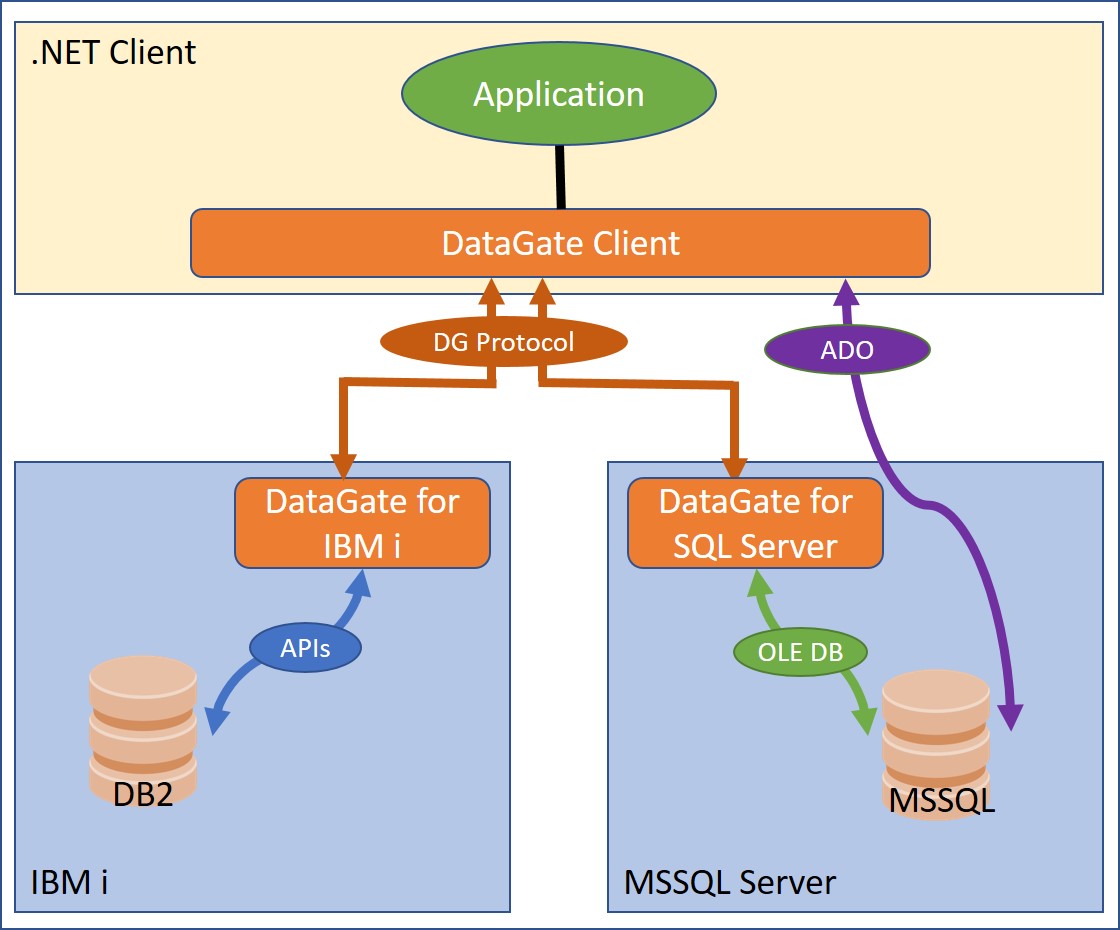 .NET Client
Application
DataGate Client
DG Protocol
ADO
DataGate for
IBM i
DataGate for
SQL Server
APIs
OLE DB
DB2
MSSQL
IBM i
MSSQL Server